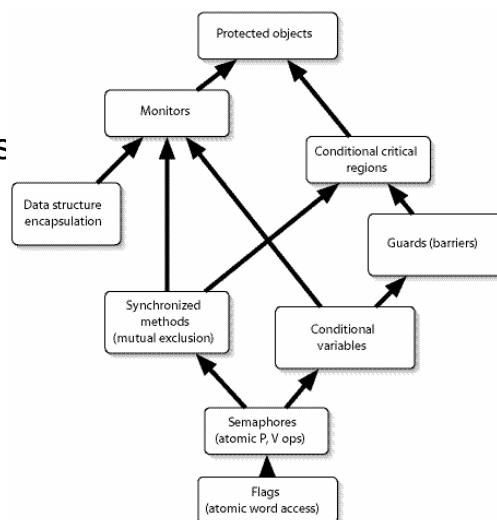 Protected objects
Monitors
s
Conditional critical
regions
Data structure
encapsulation
Guards (barriers)
Synchronized
methods
(mutual exclusion)
Conditional
variables
Semaphores
(atomic P, V ops)
Flags
(atomic word access)